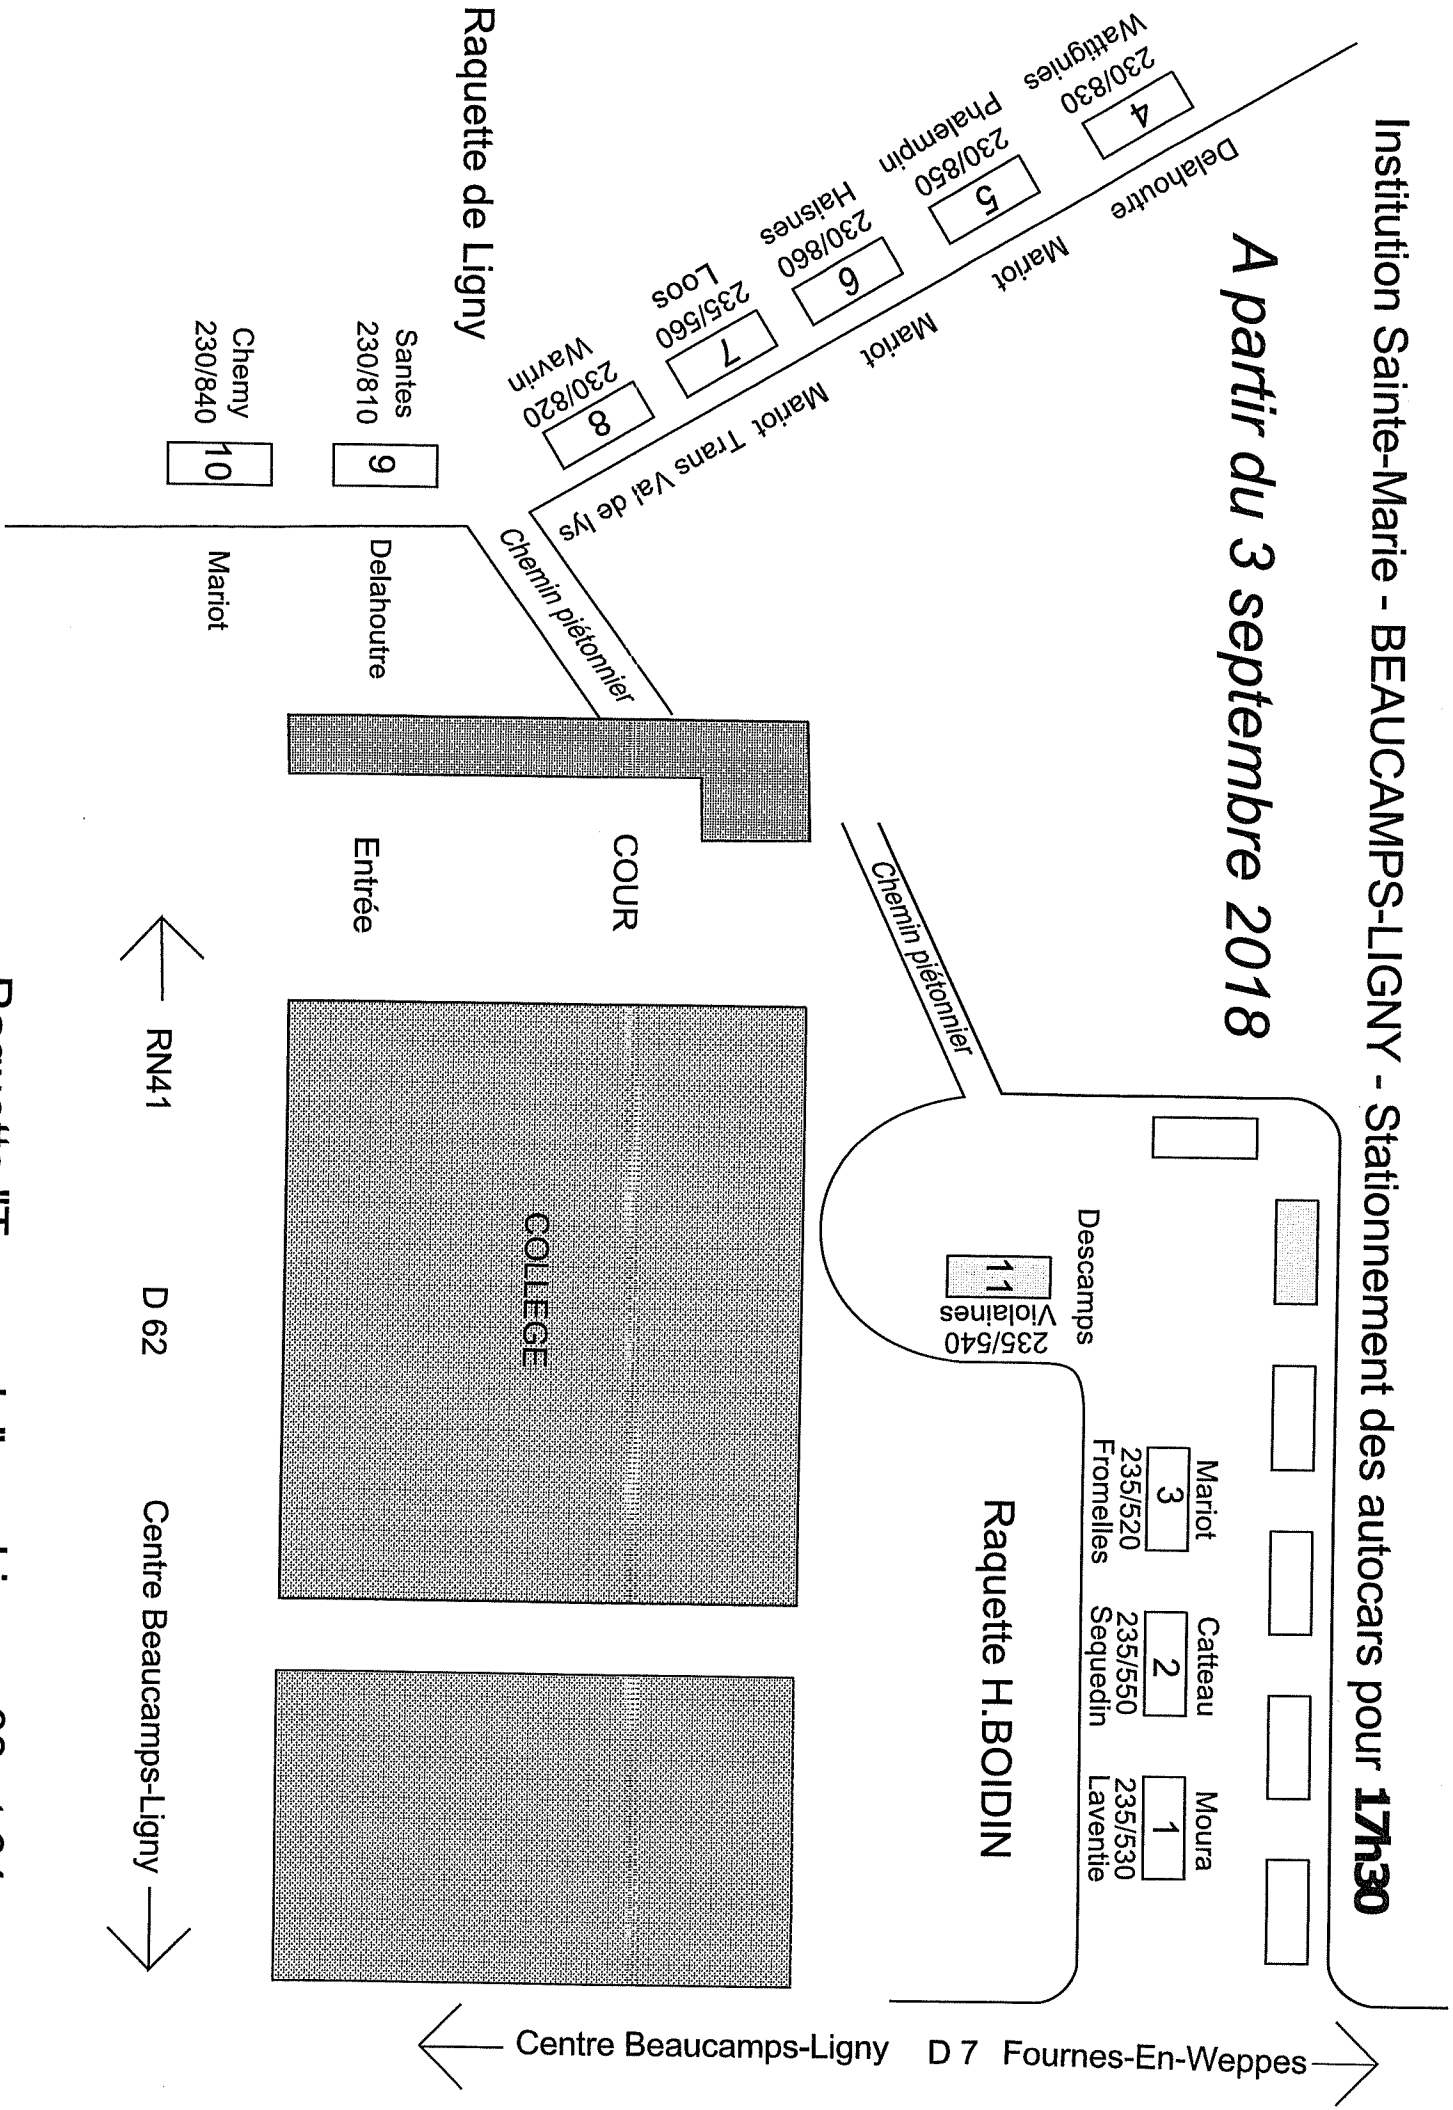 Institution Sainte-Marie - BEAUCAMPS-LIGNY - Stationnement des autocars pour 17h30
A partir du 3 septembre 2018
Wattignies
230/830
4
Delahoutre
Phalempin
230/850
5
Mariot
Haisnes
230/860
6
Mariot
Loos
235/560
7
Mariot
Wavrin
230/820
8
Trans Val de lys
Raquette de Ligny
Santes
230/810
9
Delahoutre
Chemy
230/840
10
Mariot
Chemin piétonnier
Chemin piétonnier
COUR
Entrée
COLLEGE
Descamps
11
Violaines
235/540
Mariot
3
235/520
Fromelles
Catteau
2
235/550
Sequedin
Moura
1
235/530
Laventie
Raquette H.BOIDIN
RN41
D 62
Centre Beaucamps-Ligny
Centre Beaucamps-Ligny D 7 Fournes-En-Weppes